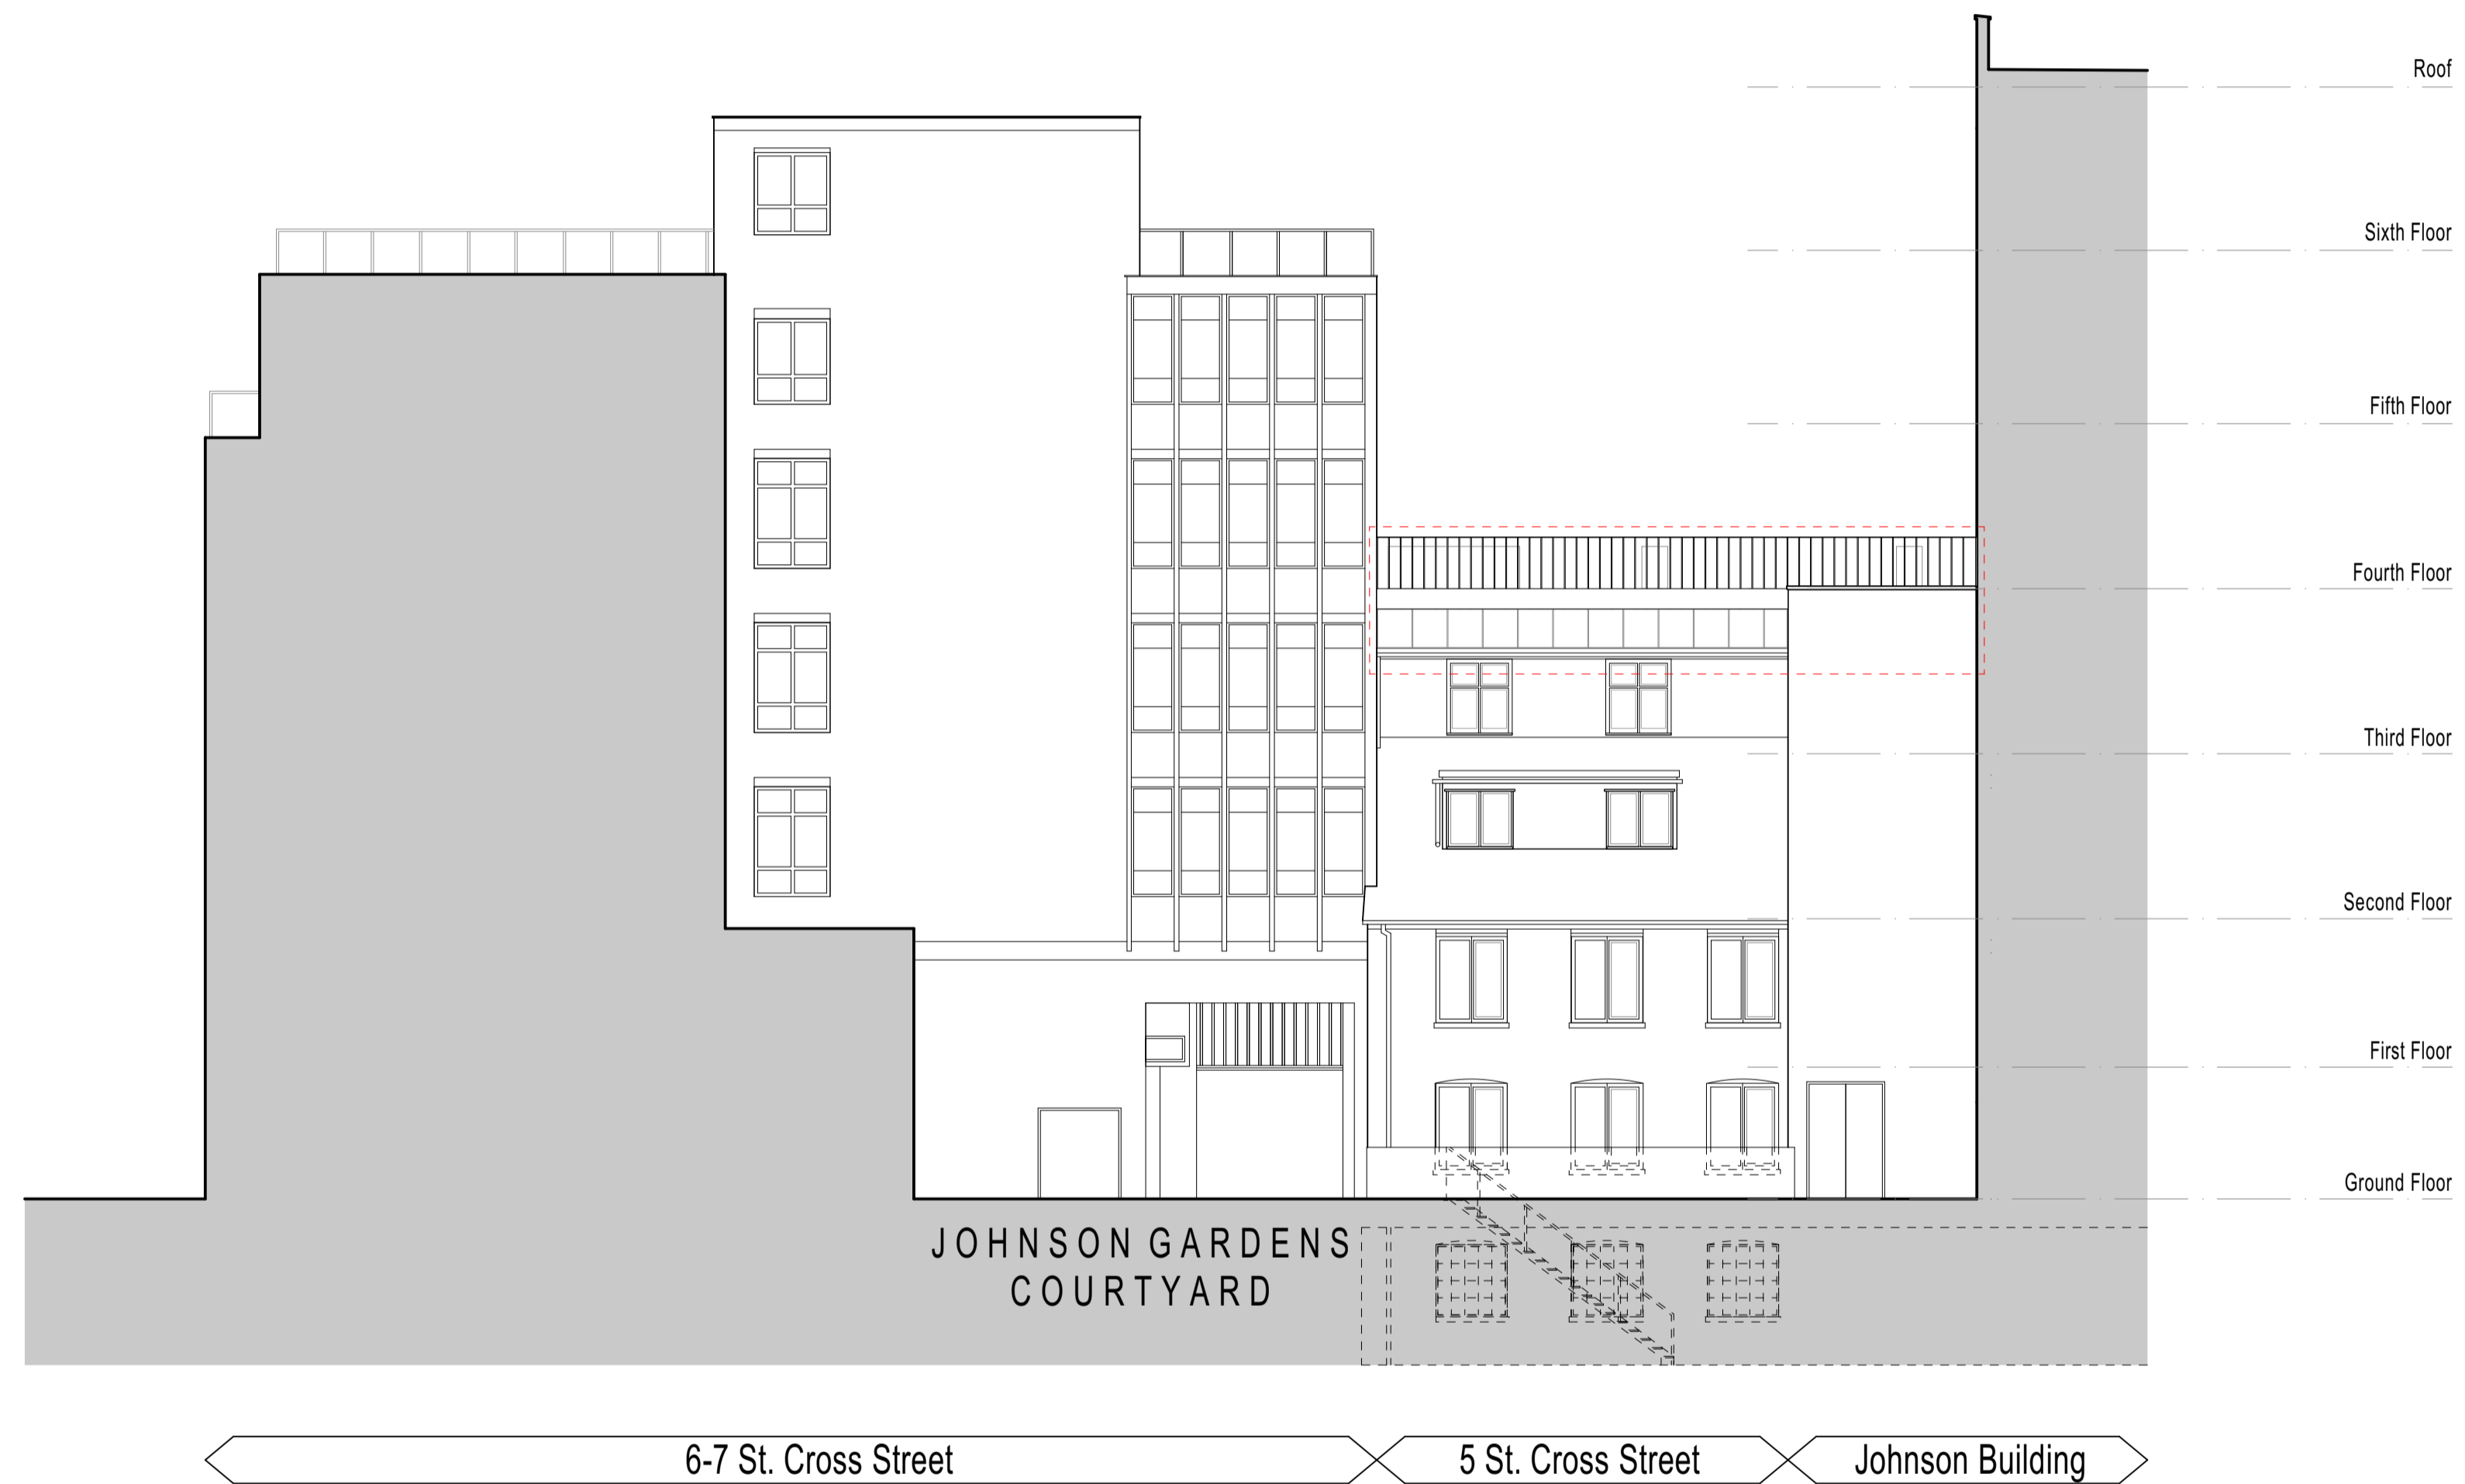 Roof
Sixth Floor
Fifth Floor
Fourth Floor
Third Floor
Second Floor
First Floor
Ground Floor
JOHNSON GARDENS
COURTYARD
6-7 St. Cross Street
5 St. Cross Street
Johnson Building